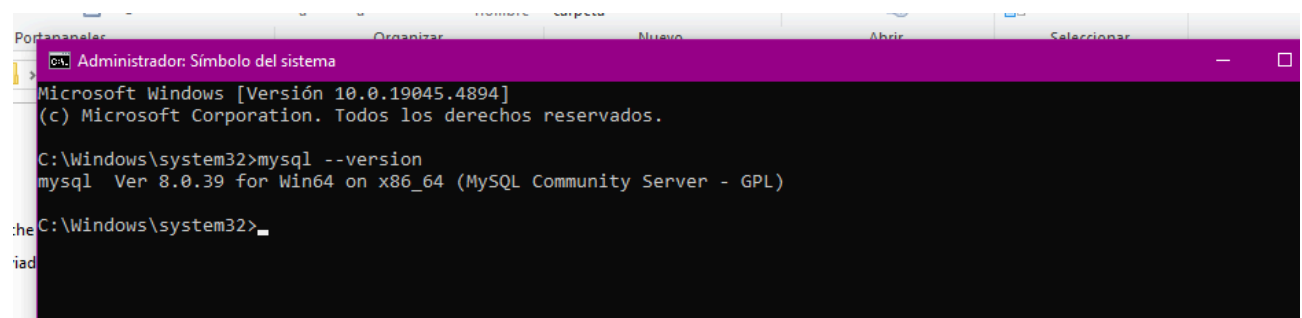 Portapapeles Organizar Nuevo Abrir Seleccionar
Administrador: Símbolo del sistema
Microsoft Windows [Versión 10.0.19045.4894]
(c) Microsoft Corporation. Todos los derechos reservados.
C:\Windows\system32>mysql --version
mysql  Ver 8.0.39 for Win64 on x86_64 (MySQL Community Server - GPL)
C:\Windows\system32>